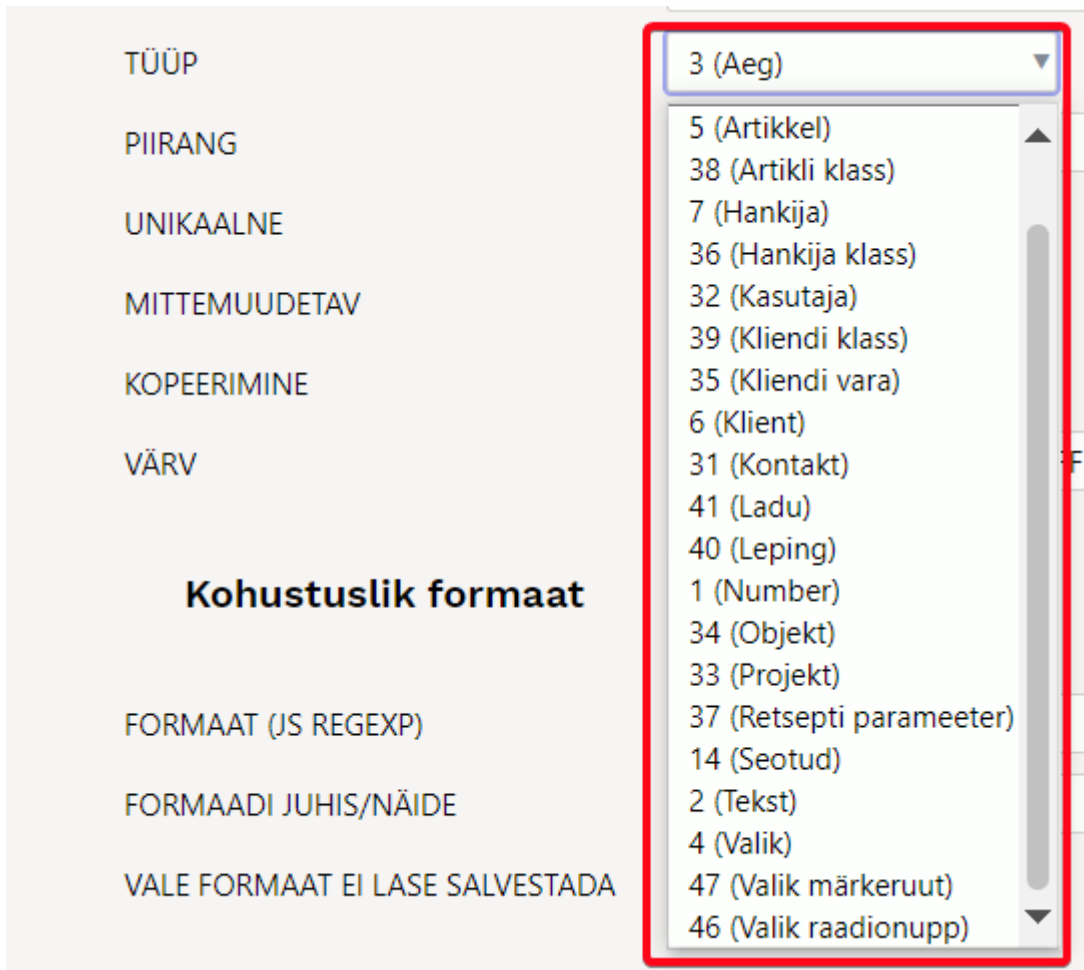 TÜÜP
3 (Aeg)
PIIRANG
UNIKAALNE
MITTEMUUDETAV
KOPEERIMINE
VÄRV
5 (Artikkel)
38 (Artikli klass)
7 (Hankija)
36 (Hankija klass)
32 (Kasutaja)
39 (Kliendi klass)
35 (Kliendi vara)
6 (Klient)
31 (Kontakt)
41 (Ladu)
40 (Leping)
1 (Number)
34 (Objekt)
33 (Projekt)
37 (Retsepti parameeter)
14 (Seotud)
2 (Tekst)
4 (Valik)
47 (Valik märkeruut)
46 (Valik raadionupp)
Kohustuslik formaat
FORMAAT (JS REGEXP)
FORMAADI JUHIS/NÄIDE
VALE FORMAAT EI LASE SALVESTADA